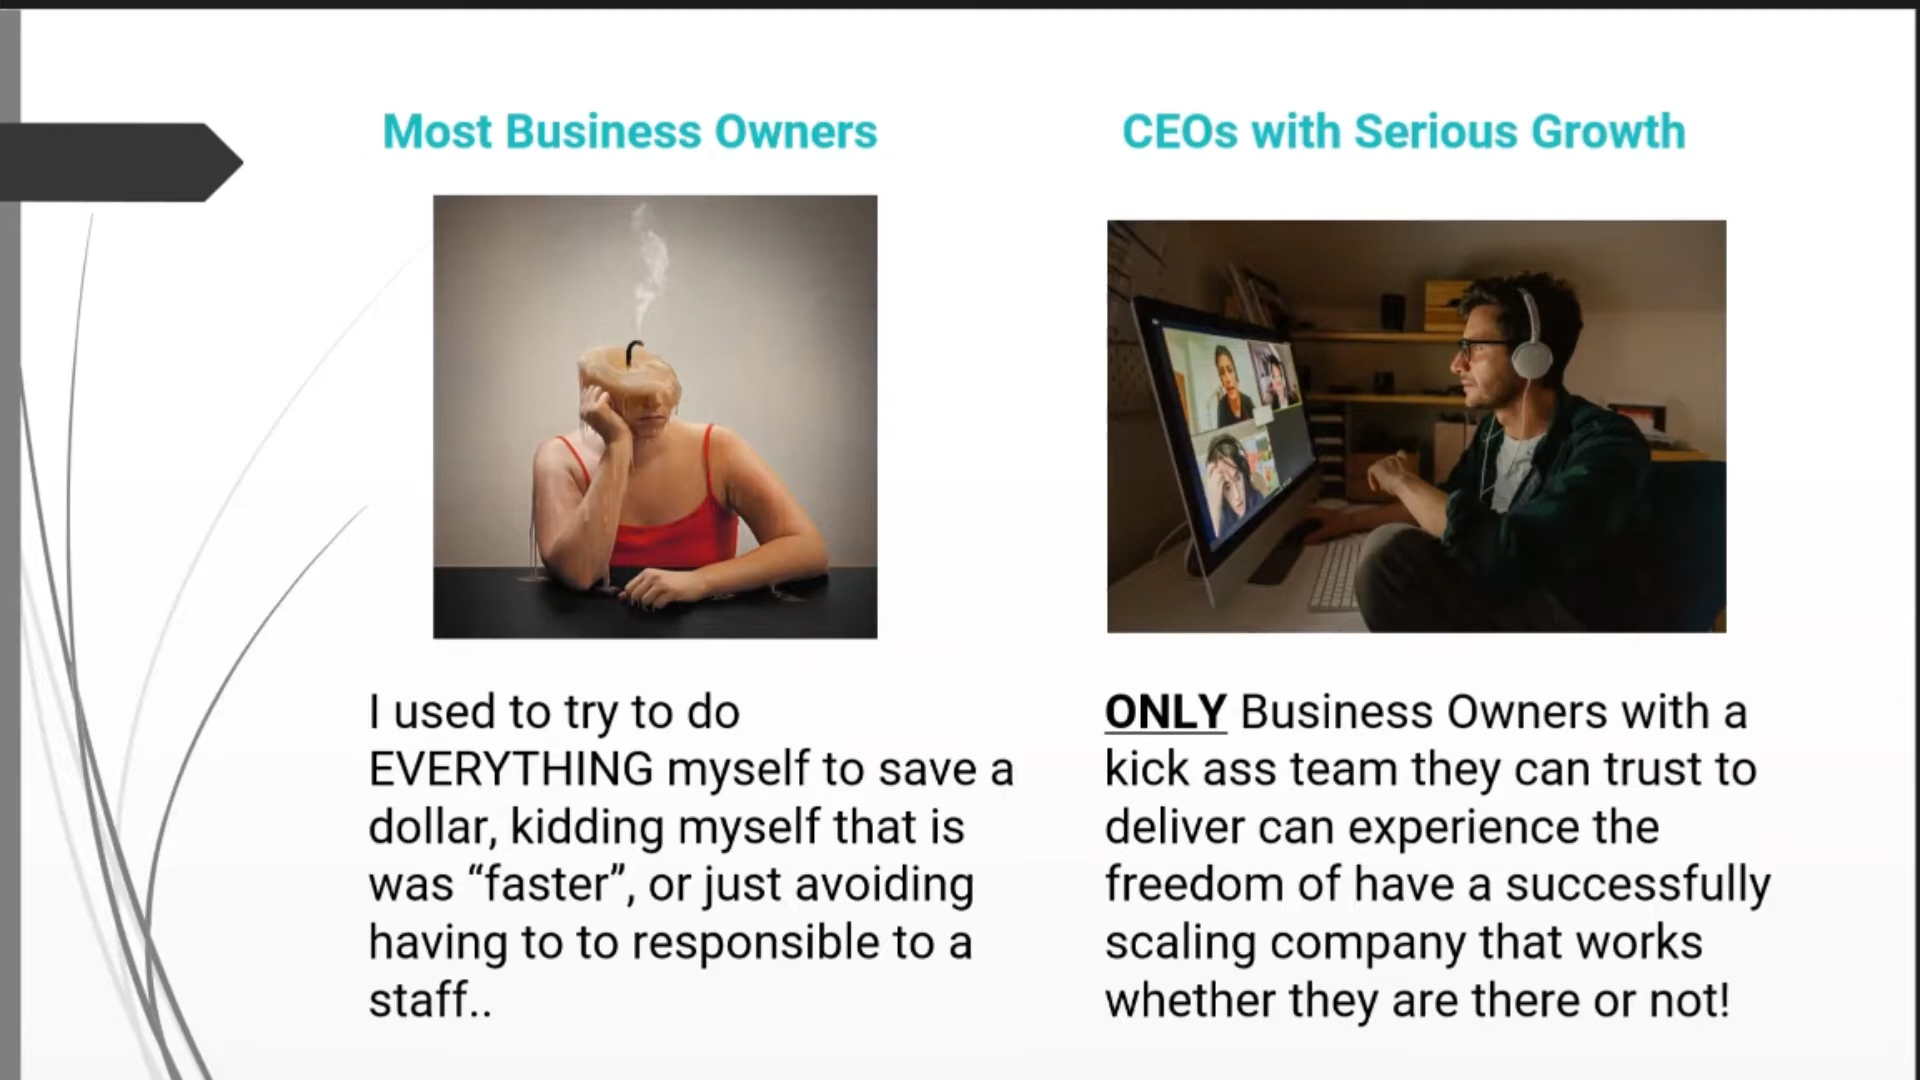 Most Business Owners
I used to try to do
EVERYTHING myself to save a
dollar, kidding myself that is
was “faster”, or just avoiding
having to to responsible to a
staff..
CEOs with Serious Growth
ONLY Business Owners with a
kick ass team they can trust to
deliver can experience the
freedom of have a successfully
scaling company that works
whether they are there or not!